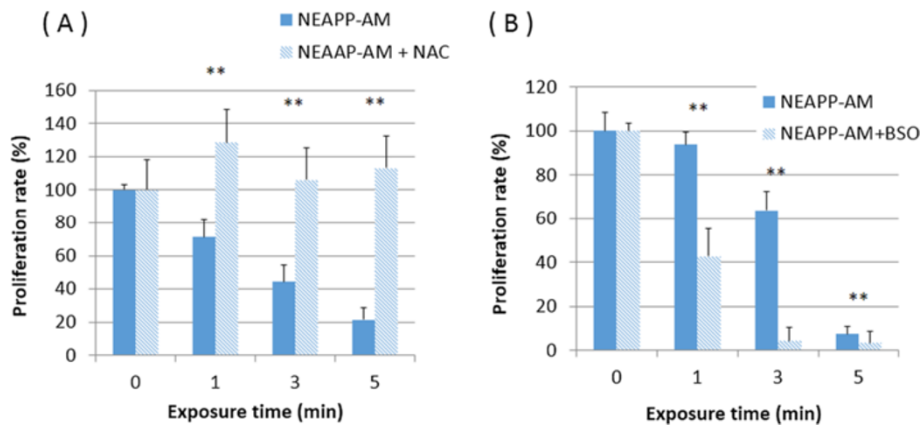 ( A )
NEAPP-AM
NEAAP-AM + NAC
160
140
120
100
80
60
40
20
0
Proliferation rate (%)
**
**
**
0 1 3 5
Exposure time (min)
( B )
NEAPP-AM
NEAPP-AM+BSO
120
100
80
60
40
20
0
Proliferation rate (%)
**
**
**
0 1 3 5
Exposure time (min)